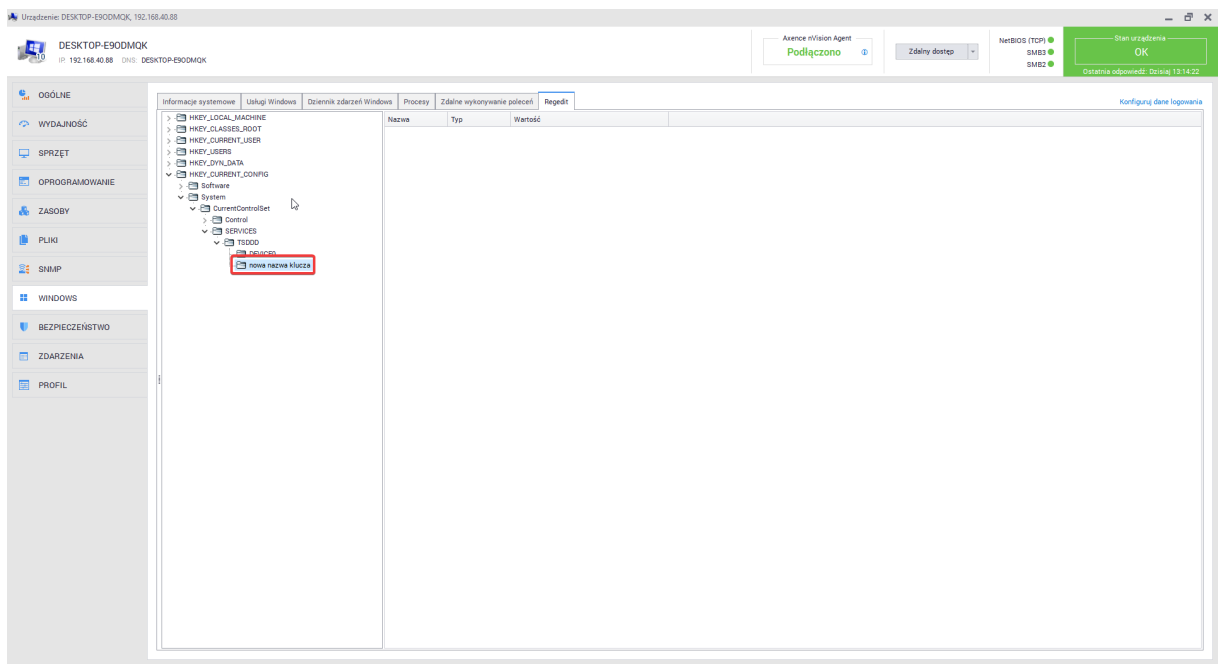 Urządzenie: DESKTOP-E9ODMQK, 192.168.40.88
DESKTOP-E9ODMQK
IP: 192.168.40.88 DNS: DESKTOP-E9ODMQK
10
Axence nVision Agent
Podłączono
Zdalny dostęp
NetBIOS (TCP)
SMB3
SMB2
Stan urządzenia
OK
Ostatnia odpowiedź: Dzisiaj 13:14:22
OGÓLNE
WYDAJNOŚĆ
SPRZĘT
OPROGRAMOWANIE
ZASOBY
PLIKI
SNMP
WINDOWS
BEZPIECZEŃSTWO
ZDARZENIA
PROFIL
Informacje systemowe Usługi Windows Dziennik zdarzeń Windows Procesy Zdalne wykonywanie poleceń Regedit
Konfiguruj dane logowania
HKEY_LOCAL_MACHINE
HKEY_CLASSES_ROOT
HKEY_CURRENT_USER
HKEY_USERS
HKEY_DYN_DATA
HKEY_CURRENT_CONFIG
Software
System
CurrentControlSet
Control
SERVICES
TSDDD
DEVICE0
nowa nazwa klucza
Nazwa Typ Wartość